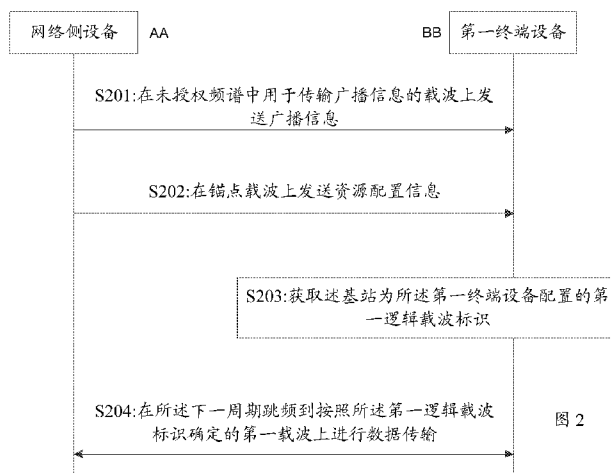 网络侧设备 AA BB 第一终端设备
S201:在未授权频谱中用于传输广播信息的载波上发
送广播信息
S202:在锚点载波上发送资源配置信息
S203:获取述基站为所述第一终端设备配置的第
一逻辑载波标识
S204:在所述下一周期跳频到按照所述第一逻辑载波
标识确定的第一载波上进行数据传输
图 2